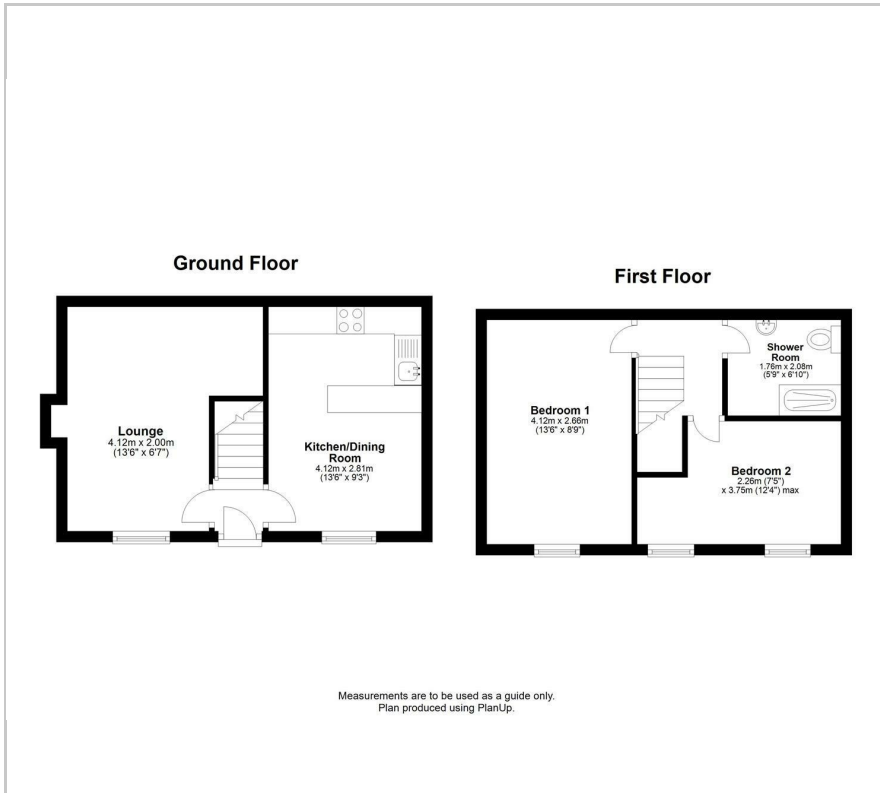 Ground Floor
Lounge
4.12m x 2.00m
(13'6" x 6'7")
Kitchen/Dining
Room
4.12m x 2.81m
(13'6" x 9'3")
First Floor
Bedroom 1
4.12m x 2.66m
(13'6" x 8'9")
Shower
Room
1.76m x 2.08m
(5'9" x 6'10")
Bedroom 2
2.26m (7'5")
x 3.75m (12'4") max
Measurements are to be used as a guide only.
Plan produced using PlanUp.